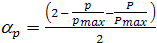 α_p = (2 - p/p_max - P/P_max)/2